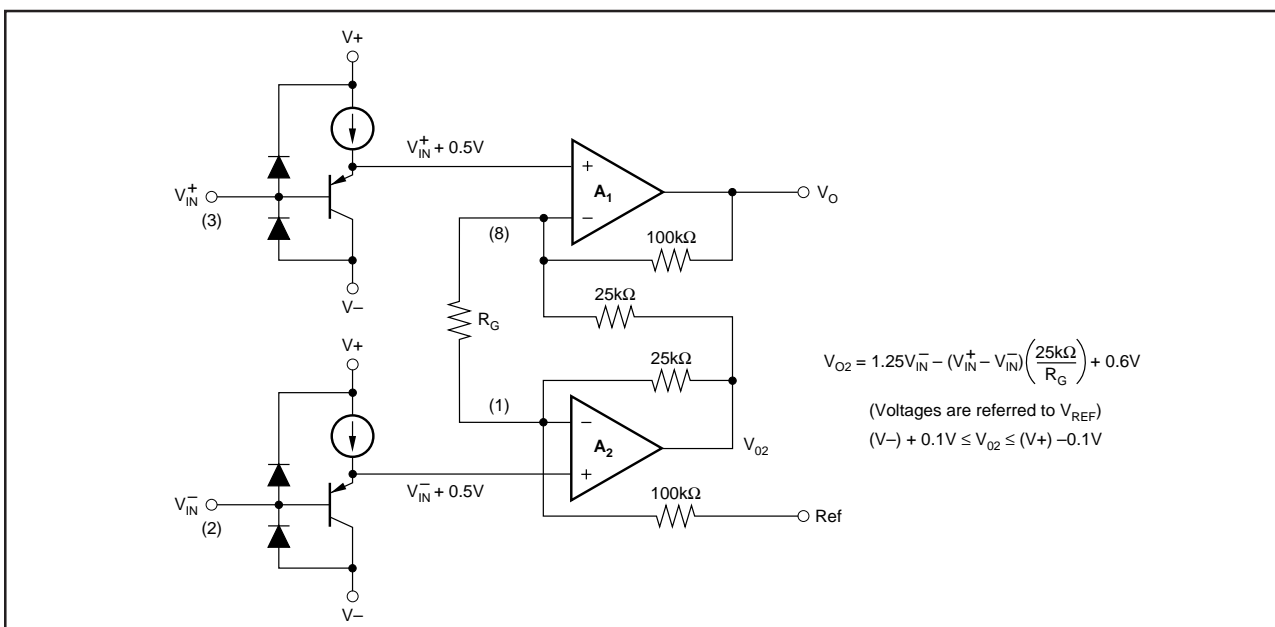 V+
V+IN + 0.5V
V+IN
(3)
+
A1
−
VO
(8)
100kΩ
V–
25kΩ
RG
V+
25kΩ
VO2 = 1.25V−IN – (V+IN – V−IN)(25kΩ/RG) + 0.6V
(1)
(Voltages are referred to VREF)
−
A2
+
V02
(V–) + 0.1V ≤ V02 ≤ (V+) –0.1V
V−IN + 0.5V
100kΩ
V−IN
(2)
Ref
V–